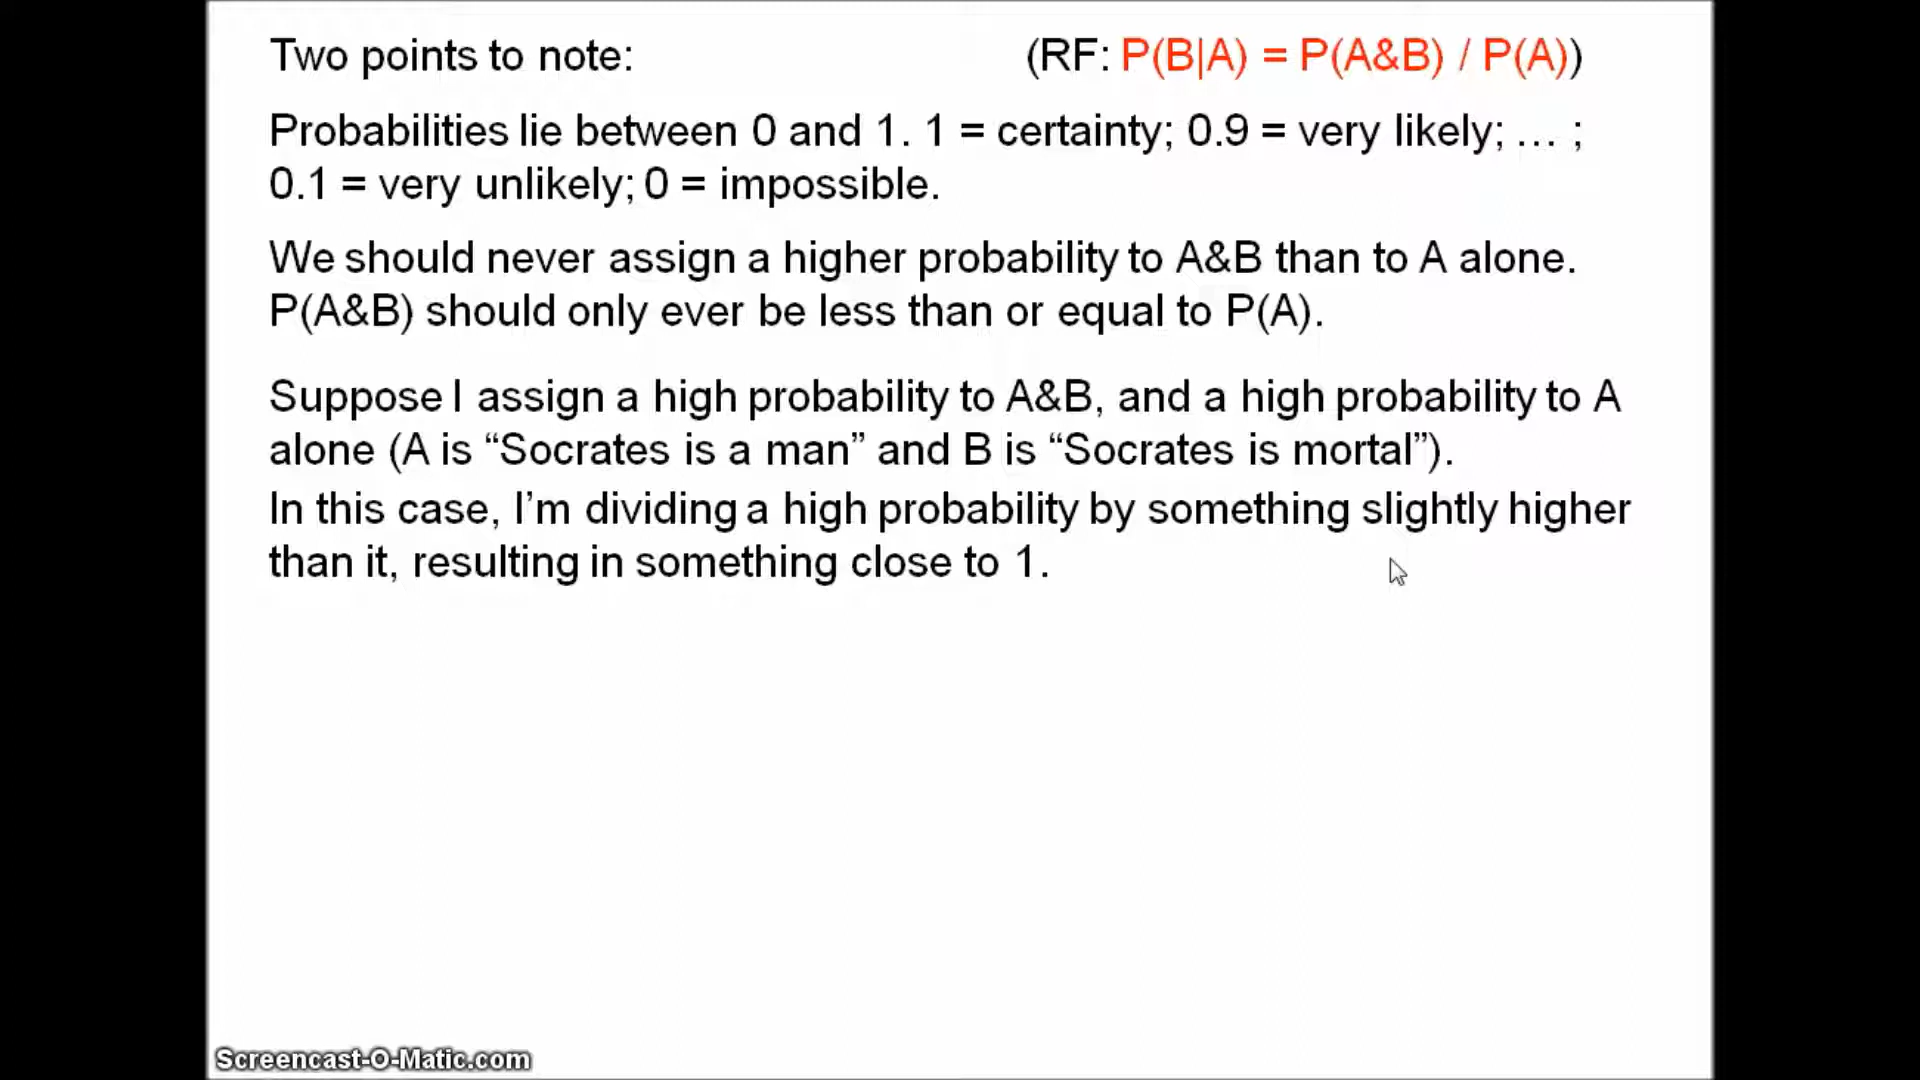 Two points to note: (RF: P(B|A) = P(A&B) / P(A))
Probabilities lie between 0 and 1. 1 = certainty; 0.9 = very likely; … ;
0.1 = very unlikely; 0 = impossible.
We should never assign a higher probability to A&B than to A alone.
P(A&B) should only ever be less than or equal to P(A).
Suppose I assign a high probability to A&B, and a high probability to A
alone (A is “Socrates is a man” and B is “Socrates is mortal”).
In this case, I’m dividing a high probability by something slightly higher
than it, resulting in something close to 1.
Screencast-O-Matic.com